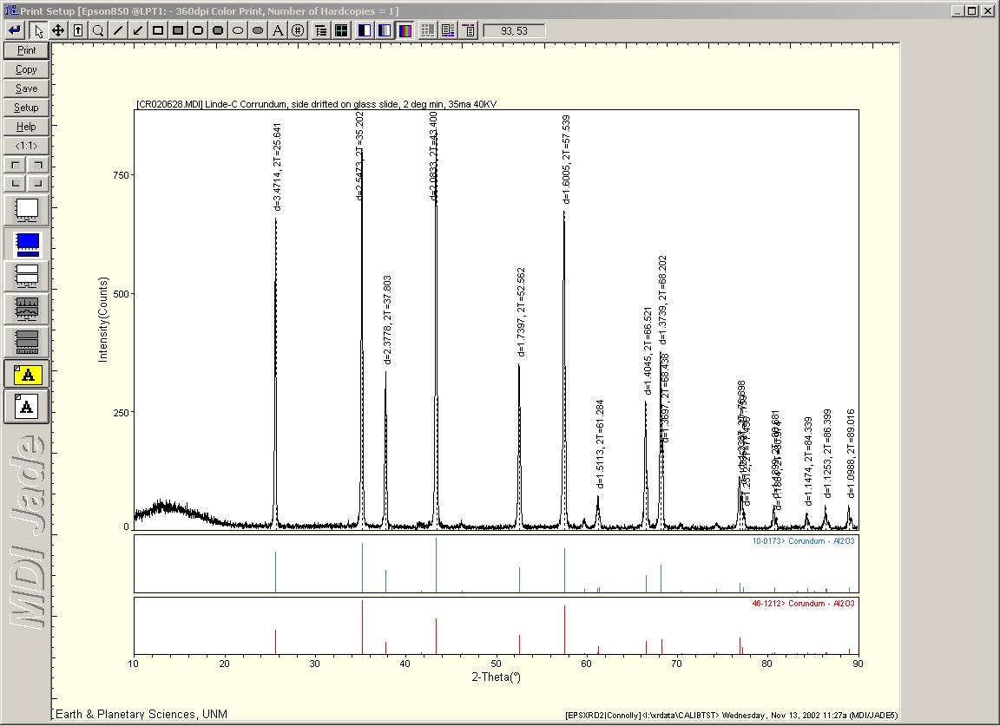 Print Setup [Epson850 @LPT1: - 360dpi Color Print, Number of Hardcopies = 1]
A
93, 53
Print
Copy
Save
Setup
Help
<1:1>
A
A
MDI Jade
[CR020628.MDI] Linde-C Corrundum, side drifted on glass slide, 2 deg min, 35ma 40KV
Intensity(Counts)
750
500
250
0
d=3.4714, 2T=25.641
d=2.5473, 2T=35.202
d=2.3778, 2T=37.803
d=2.0833, 2T=43.400
d=1.7397, 2T=52.562
d=1.6005, 2T=57.539
d=1.5113, 2T=61.284
d=1.4045, 2T=66.521
d=1.3739, 2T=68.202
d=1.3697, 2T=68.438
d=1.1474, 2T=84.339
d=1.1253, 2T=86.399
d=1.0988, 2T=89.016
10-0173> Corundum - Al2O3
46-1212> Corundum - Al2O3
10 20 30 40 50 60 70 80 90
2-Theta(°)
Earth & Planetary Sciences, UNM
[EPSXRD2|Connolly]<I:\xrdata\CALIBTST> Wednesday, Nov 13, 2002 11:27a (MDI/JADE5)